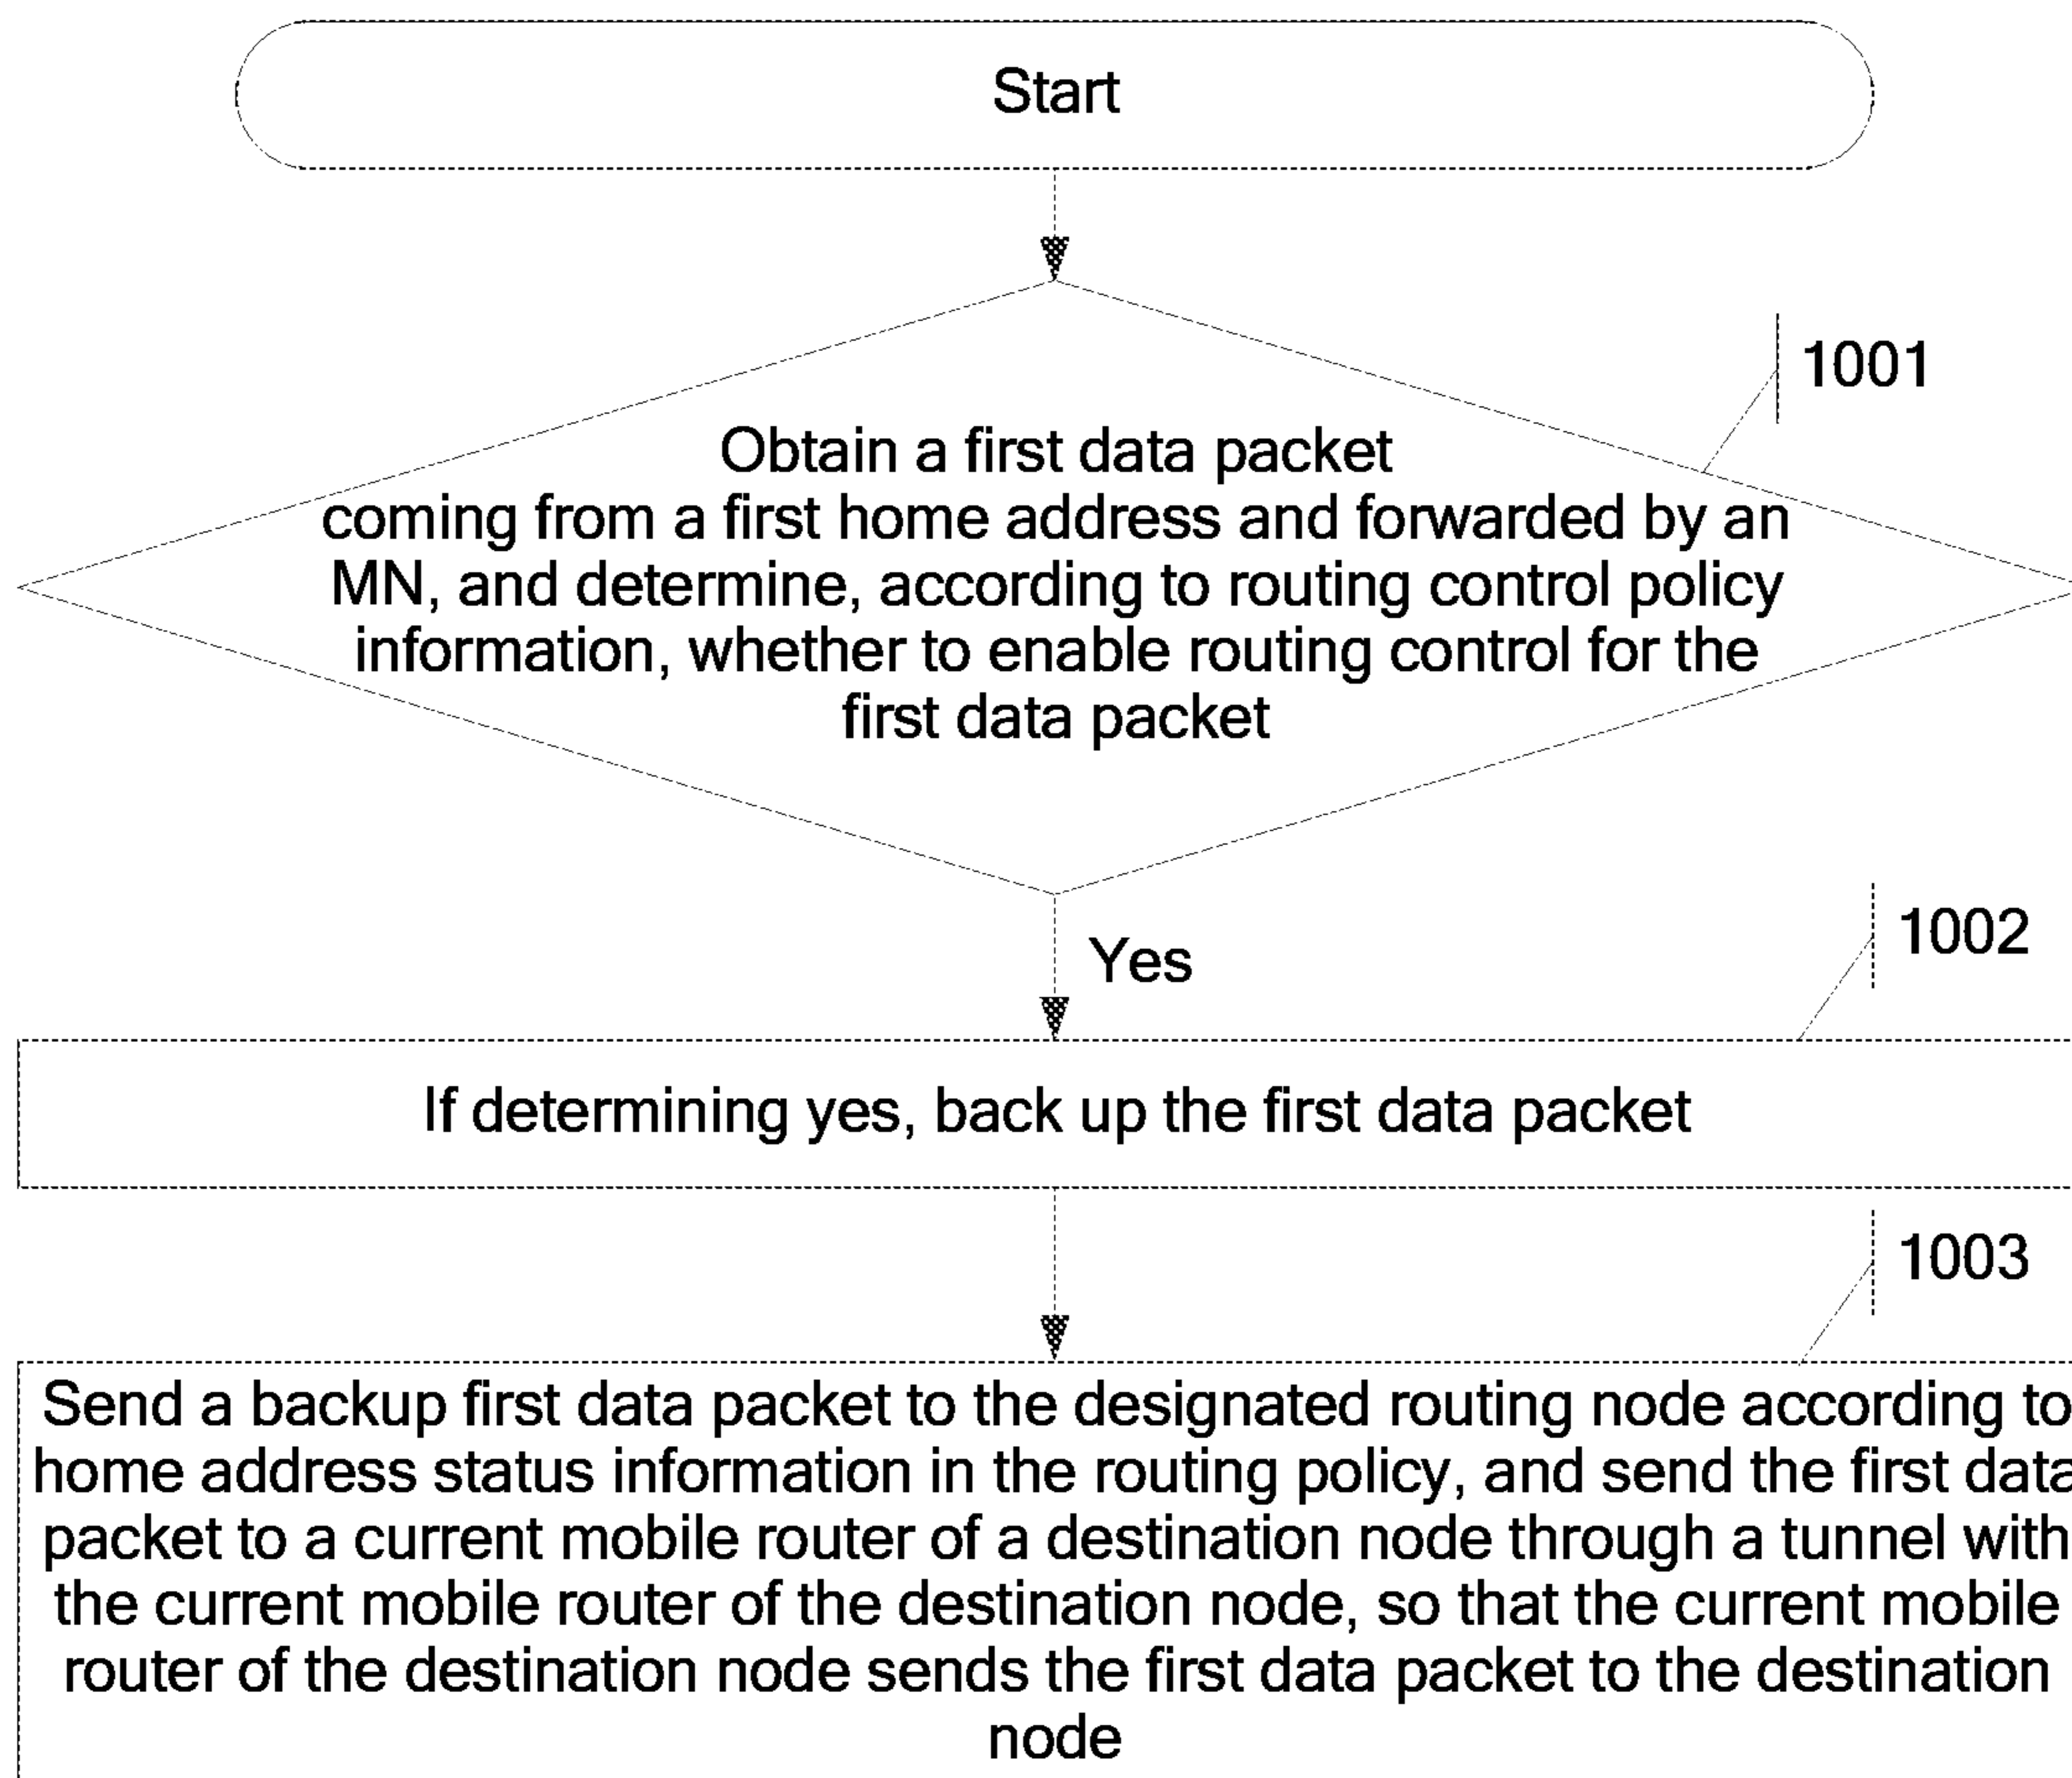 Start
1001
Obtain a first data packet
coming from a first home address and forwarded by an
MN, and determine, according to routing control policy
information, whether to enable routing control for the
first data packet
Yes
1002
If determining yes, back up the first data packet
1003
Send a backup first data packet to the designated routing node according to
home address status information in the routing policy, and send the first data
packet to a current mobile router of a destination node through a tunnel with
the current mobile router of the destination node, so that the current mobile
router of the destination node sends the first data packet to the destination
node